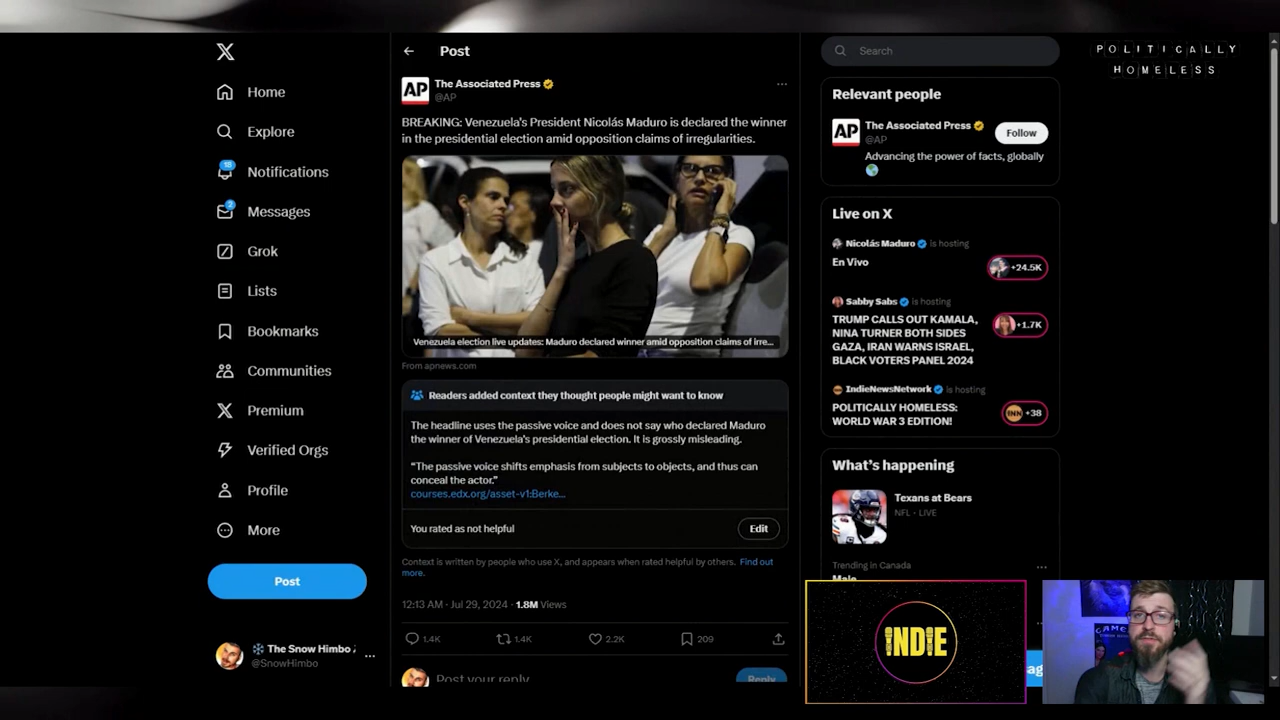 POLITICALLY
HOMELESS
Home
Explore
18
Notifications
2
Messages
Grok
Lists
Bookmarks
Communities
Premium
Verified Orgs
Profile
More
Post
The Snow Himbo
@SnowHimbo
Post
AP
The Associated Press
@AP
BREAKING: Venezuela's President Nicolás Maduro is declared the winner
in the presidential election amid opposition claims of irregularities.
Venezuela election live updates: Maduro declared winner amid opposition claims of irre...
From apnews.com
Readers added context they thought people might want to know
The headline uses the passive voice and does not say who declared Maduro
the winner of Venezuela's presidential election. It is grossly misleading.
“The passive voice shifts emphasis from subjects to objects, and thus can
conceal the actor.”
courses.edx.org/asset-v1:Berke...
You rated as not helpful
Edit
Context is written by people who use X, and appears when rated helpful by others. Find out
more.
12:13 AM · Jul 29, 2024 · 1.8M Views
1.4K
1.4K
2.2K
209
Post your reply
Reply
Search
Relevant people
AP
The Associated Press
@AP
Follow
Advancing the power of facts, globally
Live on X
Nicolás Maduro is hosting
En Vivo
+24.5K
Sabby Sabs is hosting
TRUMP CALLS OUT KAMALA,
NINA TURNER BOTH SIDES
GAZA, IRAN WARNS ISRAEL,
BLACK VOTERS PANEL 2024
+1.7K
IndieNewsNetwork is hosting
POLITICALLY HOMELESS:
WORLD WAR 3 EDITION!
INN
+38
What's happening
Texans at Bears
NFL · LIVE
Trending in Canada
Male
INDIE